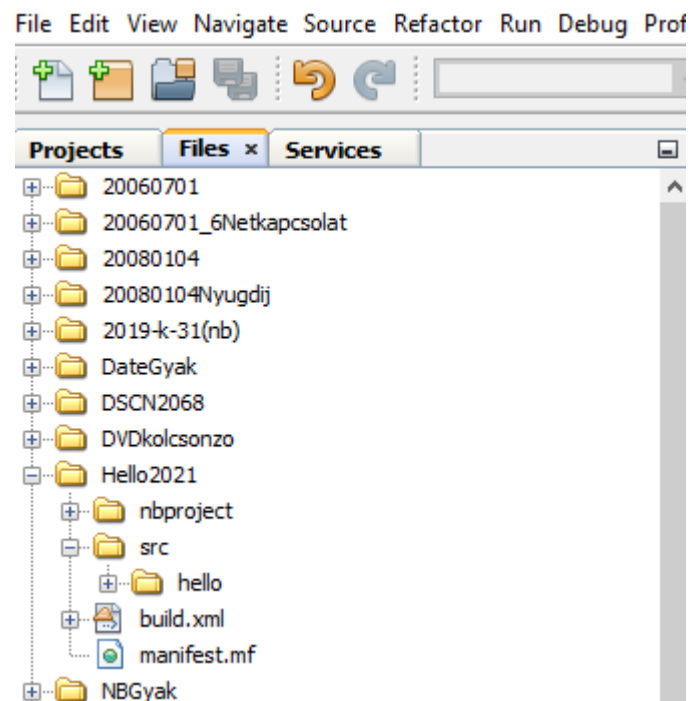 File Edit View Navigate Source Refactor Run Debug Prof
Projects Files × Services
20060701
20060701_6Netkapcsolat
20080104
20080104Nyugdij
2019-k-31(nb)
DateGyak
DSCN2068
DVDkolcsonzo
Hello2021
nbproject
src
hello
build.xml
manifest.mf
NBGyak